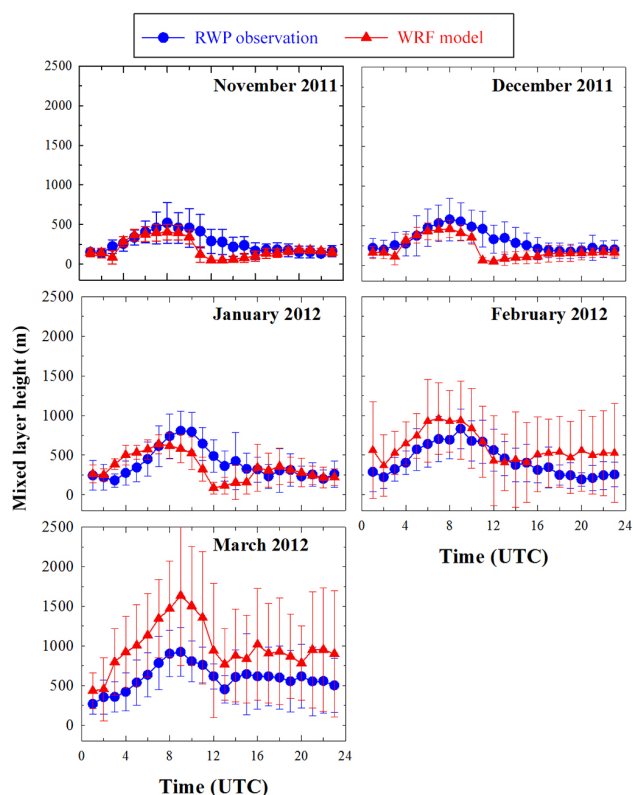 RWP observation WRF model
November 2011 December 2011
2500
2000
1500
1000
500
0
January 2012 February 2012
2500
2000
1500
1000
500
0
Mixed layer height (m)
March 2012
2500
2000
1500
1000
500
0
0 4 8 12 16 20 24
Time (UTC)
0 4 8 12 16 20 24
Time (UTC)